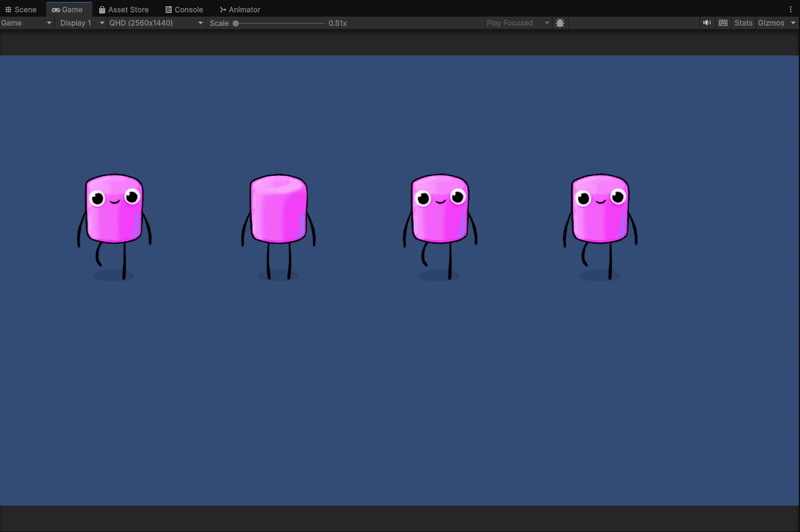 Scene Game Asset Store Console Animator
Game Display 1 QHD (2560x1440) Scale 0.51x Play Focused Stats Gizmos